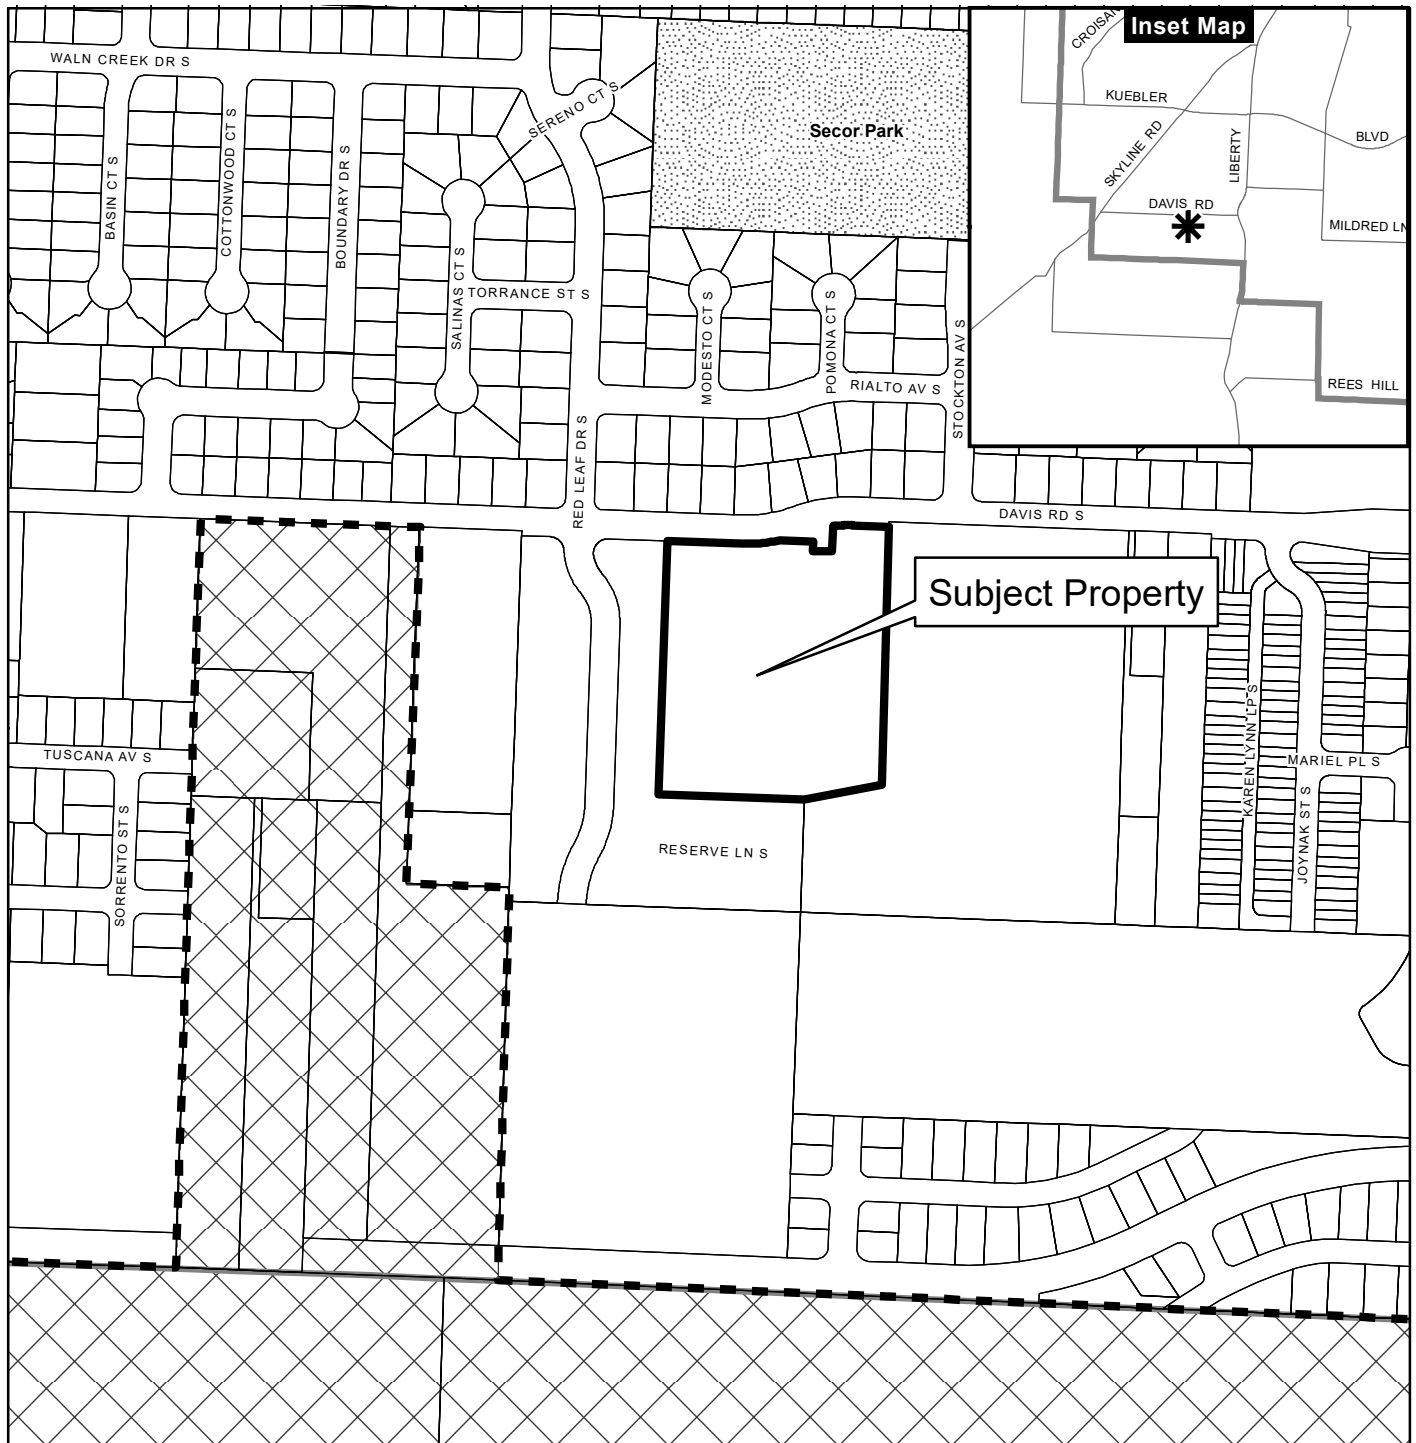 Inset Map
CROISAN
KUEBLER
BLVD
SKYLINE RD
LIBERTY
DAVIS RD
MILDRED LN
REES HILL
WALN CREEK DR S
SERENO CT S
Secor Park
BASIN CT S
COTTONWOOD CT S
BOUNDARY DR S
SALINAS CT S
TORRANCE ST S
MODESTO CT S
POMONA CT S
STOCKTON AV S
RIALTO AV S
RED LEAF DR S
DAVIS RD S
Subject Property
TUSCANA AV S
SORRENTO ST S
RESERVE LN S
KAREN LYNN LP S
MARIEL PL S
JOYNAK ST S